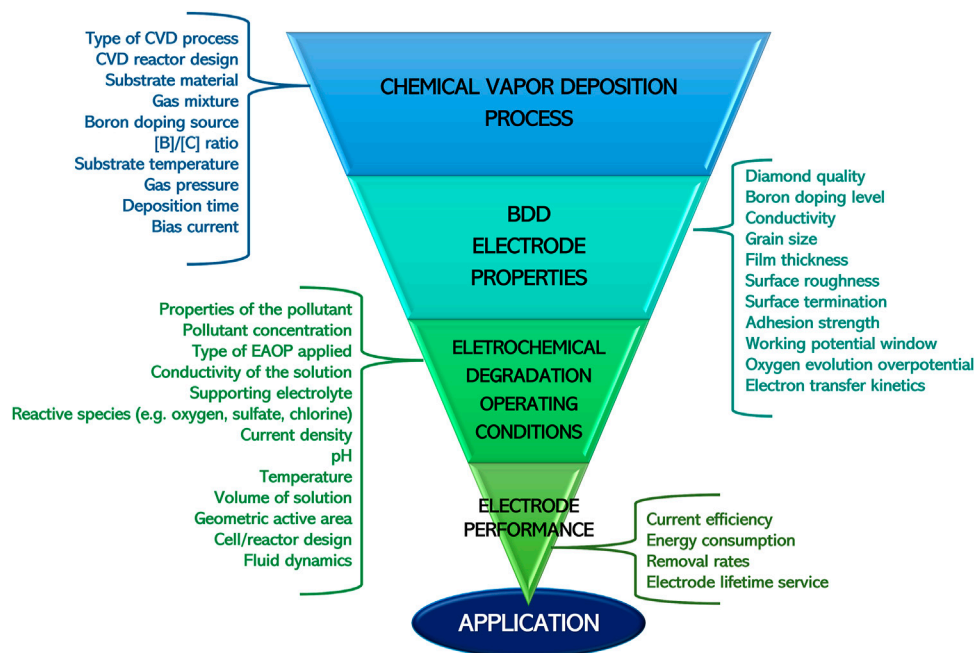 Type of CVD process
CVD reactor design
Substrate material
Gas mixture
Boron doping source
[B]/[C] ratio
Substrate temperature
Gas pressure
Deposition time
Bias current
CHEMICAL VAPOR DEPOSITION
PROCESS
BDD
ELECTRODE
PROPERTIES
Diamond quality
Boron doping level
Conductivity
Grain size
Film thickness
Surface roughness
Surface termination
Adhesion strength
Working potential window
Oxygen evolution overpotential
Electron transfer kinetics
Properties of the pollutant
Pollutant concentration
Type of EAOP applied
Conductivity of the solution
Supporting electrolyte
Reactive species (e.g. oxygen, sulfate, chlorine)
Current density
pH
Temperature
Volume of solution
Geometric active area
Cell/reactor design
Fluid dynamics
ELETROCHEMICAL
DEGRADATION
OPERATING
CONDITIONS
ELECTRODE
PERFORMANCE
Current efficiency
Energy consumption
Removal rates
Electrode lifetime service
APPLICATION